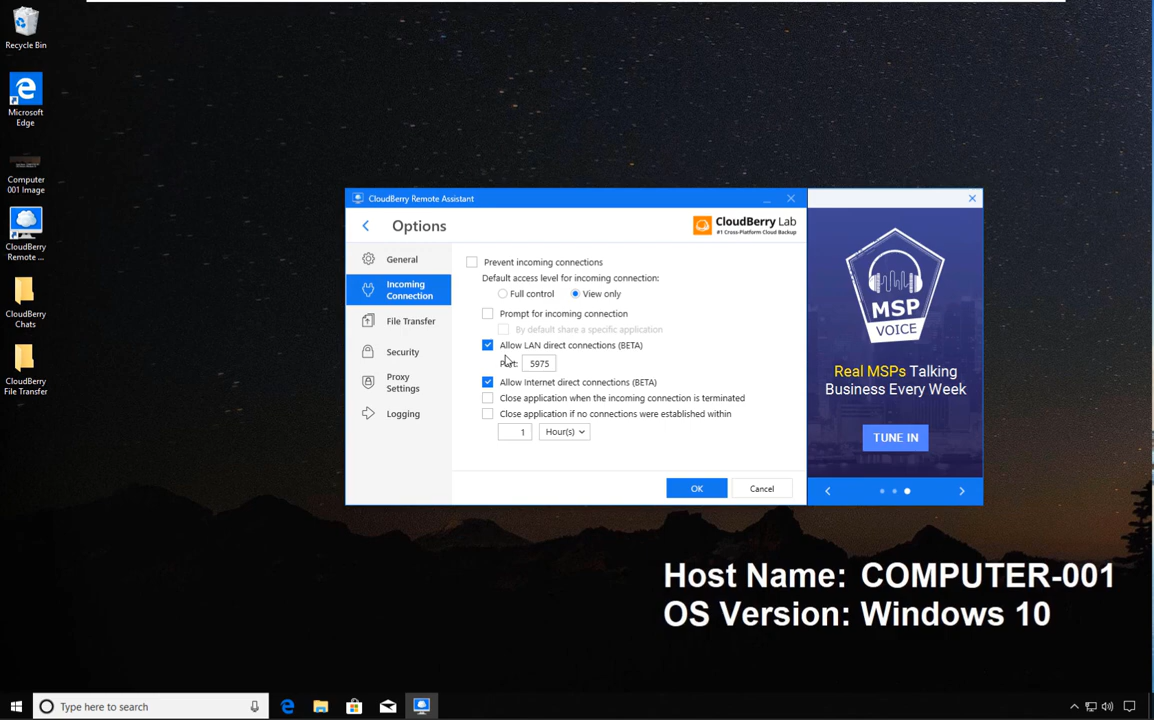 Recycle Bin
Microsoft
Edge
Computer
001 Image
CloudBerry
Remote ...
CloudBerry
Chats
CloudBerry
File Transfer
CloudBerry Remote Assistant
Options
CloudBerry Lab
#1 Cross-Platform Cloud Backup
General
Incoming
Connection
File Transfer
Security
Proxy
Settings
Logging
Prevent incoming connections
Default access level for incoming connection:
Full control
View only
Prompt for incoming connection
By default share a specific application
Allow LAN direct connections (BETA)
Port: 5975
Allow Internet direct connections (BETA)
Close application when the incoming connection is terminated
Close application if no connections were established within
1 Hour(s)
OK
Cancel
MSP
VOICE
Real MSPs Talking
Business Every Week
TUNE IN
Host Name: COMPUTER-001
OS Version: Windows 10
Type here to search